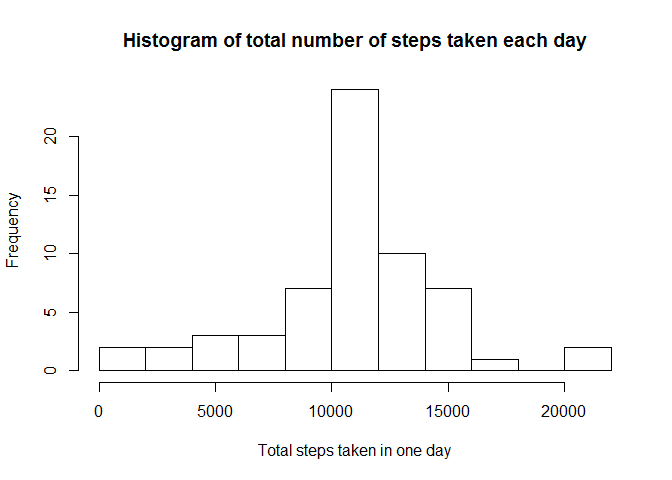 Histogram of total number of steps taken each day
Frequency
20
15
10
5
0
0 5000 10000 15000 20000
Total steps taken in one day